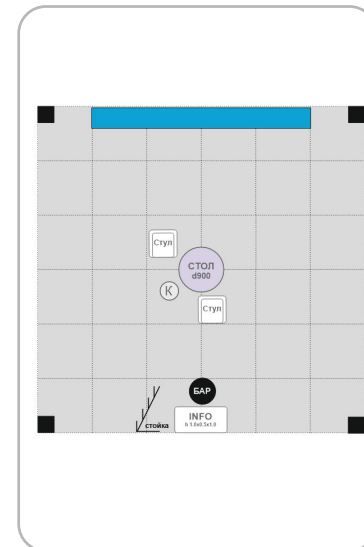 Стул
СТОЛ
d900
К
Стул
БАР
стойка
INFO
h 1.0x0.5x1.0